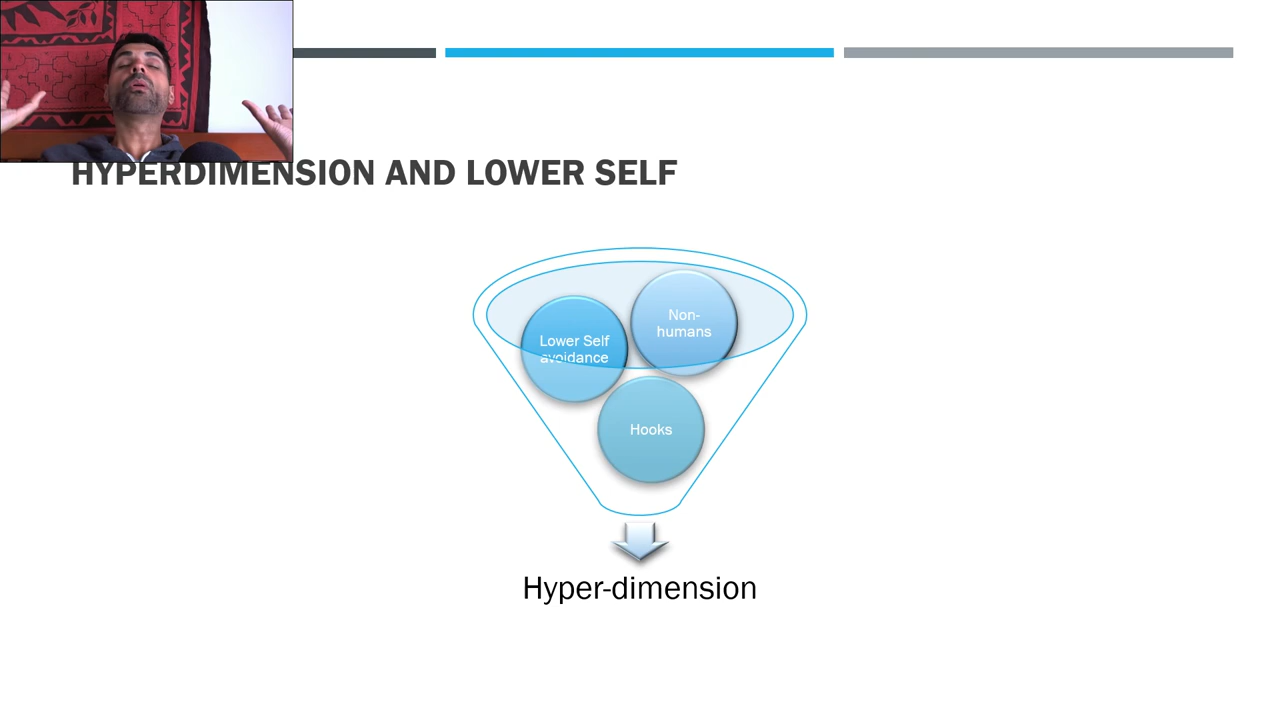 HYPERDIMENSION AND LOWER SELF
Non-
humans
Lower Self
avoidance
Hooks
Hyper-dimension